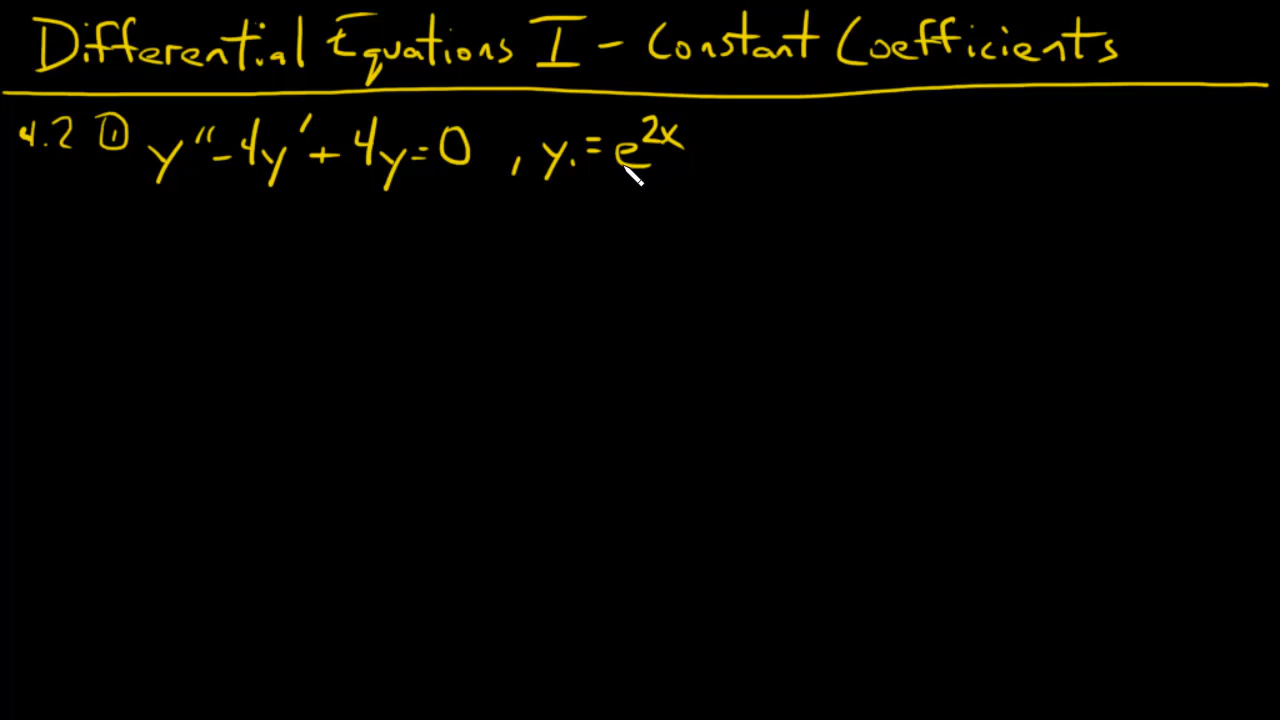 Differential Equations I - Constant Coefficients
4.2 ① y'' - 4y' + 4y = 0 , y₁ = e^{2x}